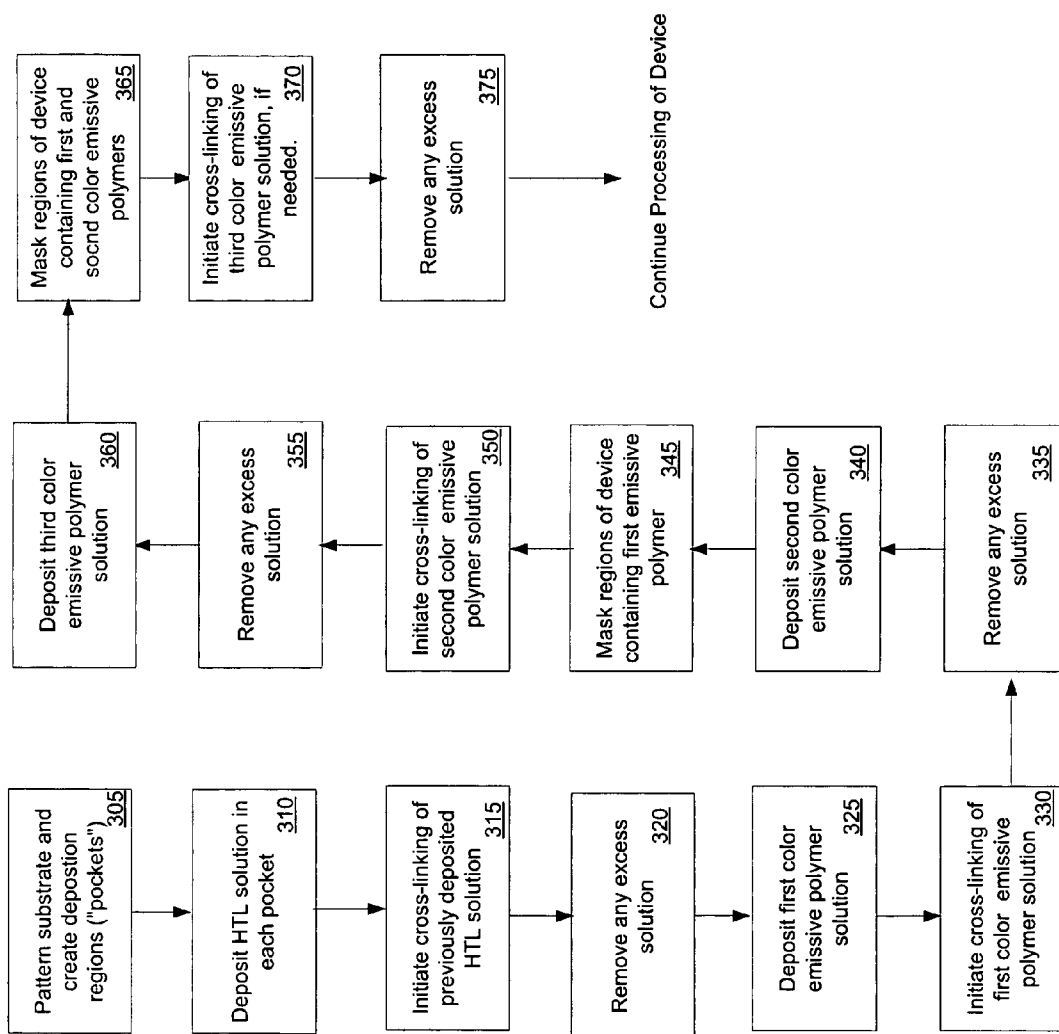 Pattern substrate and
create depostion
regions ("pockets")
305
Deposit HTL solution in
each pocket
310
Initiate cross-linking of
previously deposited
HTL solution
315
Remove any excess
solution
320
Deposit first color
emissive polymer
solution
325
Initiate cross-linking of
first color emissive
polymer solution
330
Remove any excess
solution
335
Deposit second color
emissive polymer
solution
340
Mask regions of device
containing first emissive
polymer
345
Initiate cross-linking of
second color emissive
polymer solution
350
Remove any excess
solution
355
Deposit third color
emissive polymer
solution
360
Mask regions of device
containing first and
socnd color emissive
polymers
365
Initiate cross-linking of
third color emissive
polymer solution, if
needed.
370
Remove any excess
solution
375
Continue Processing of Device